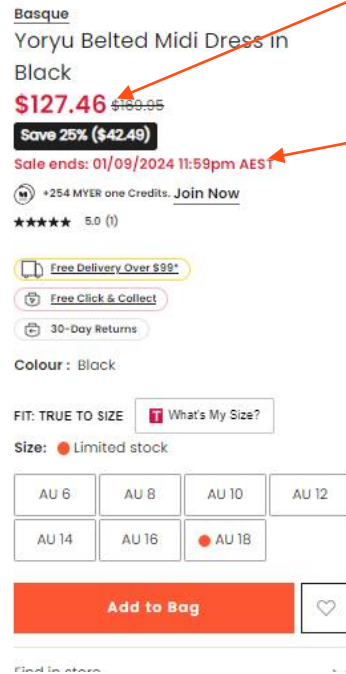 Basque
Yoryu Belted Midi Dress in
Black
$127.46 $169.95
Save 25% ($42.49)
Sale ends: 01/09/2024 11:59pm AEST
+254 MYER one Credits. Join Now
5.0 (1)
Free Delivery Over $99*
Free Click & Collect
30-Day Returns
Colour : Black
FIT: TRUE TO SIZE T What's My Size?
Size: Limited stock
AU 6 AU 8 AU 10 AU 12
AU 14 AU 16 AU 18
Add to Bag
Find in store